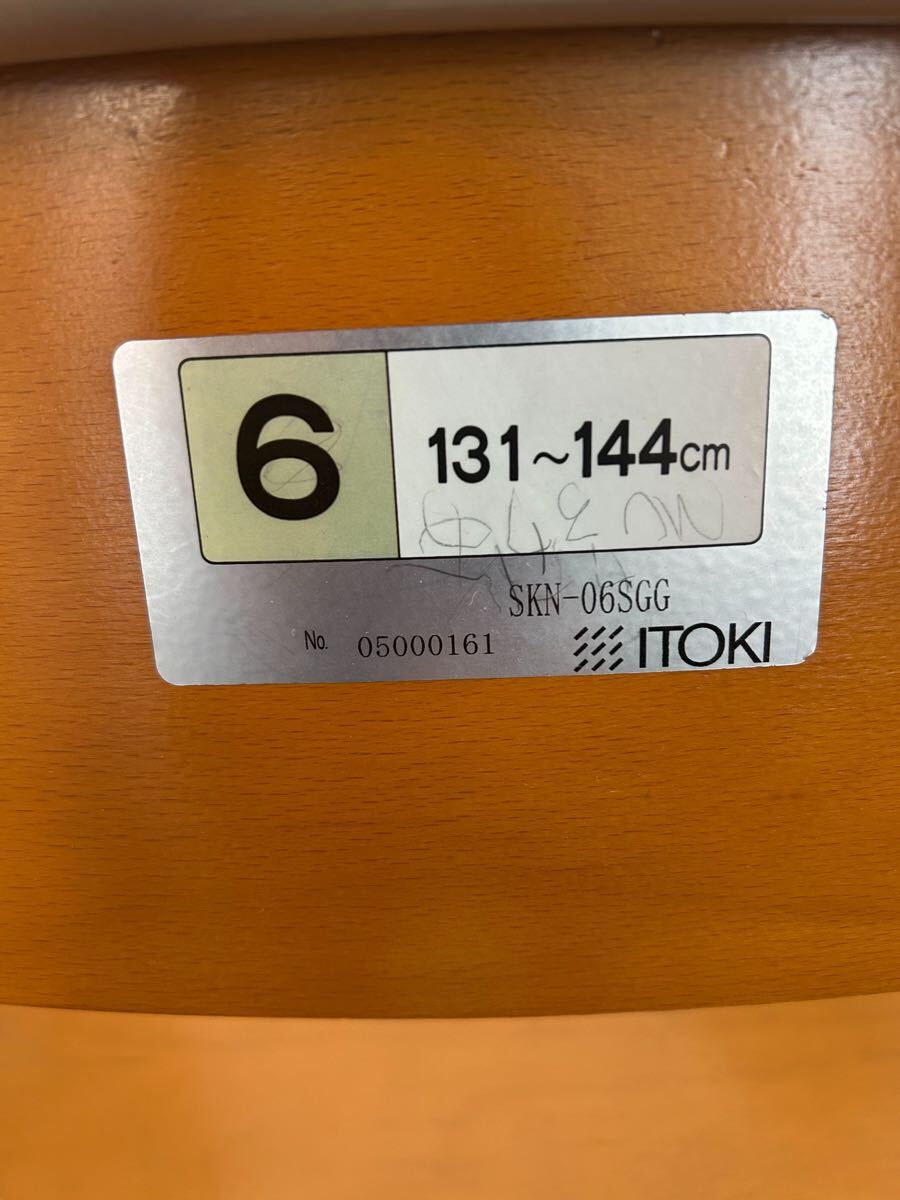 6
131~144cm
SKN-06SGG
No. 05000161
ITOKI